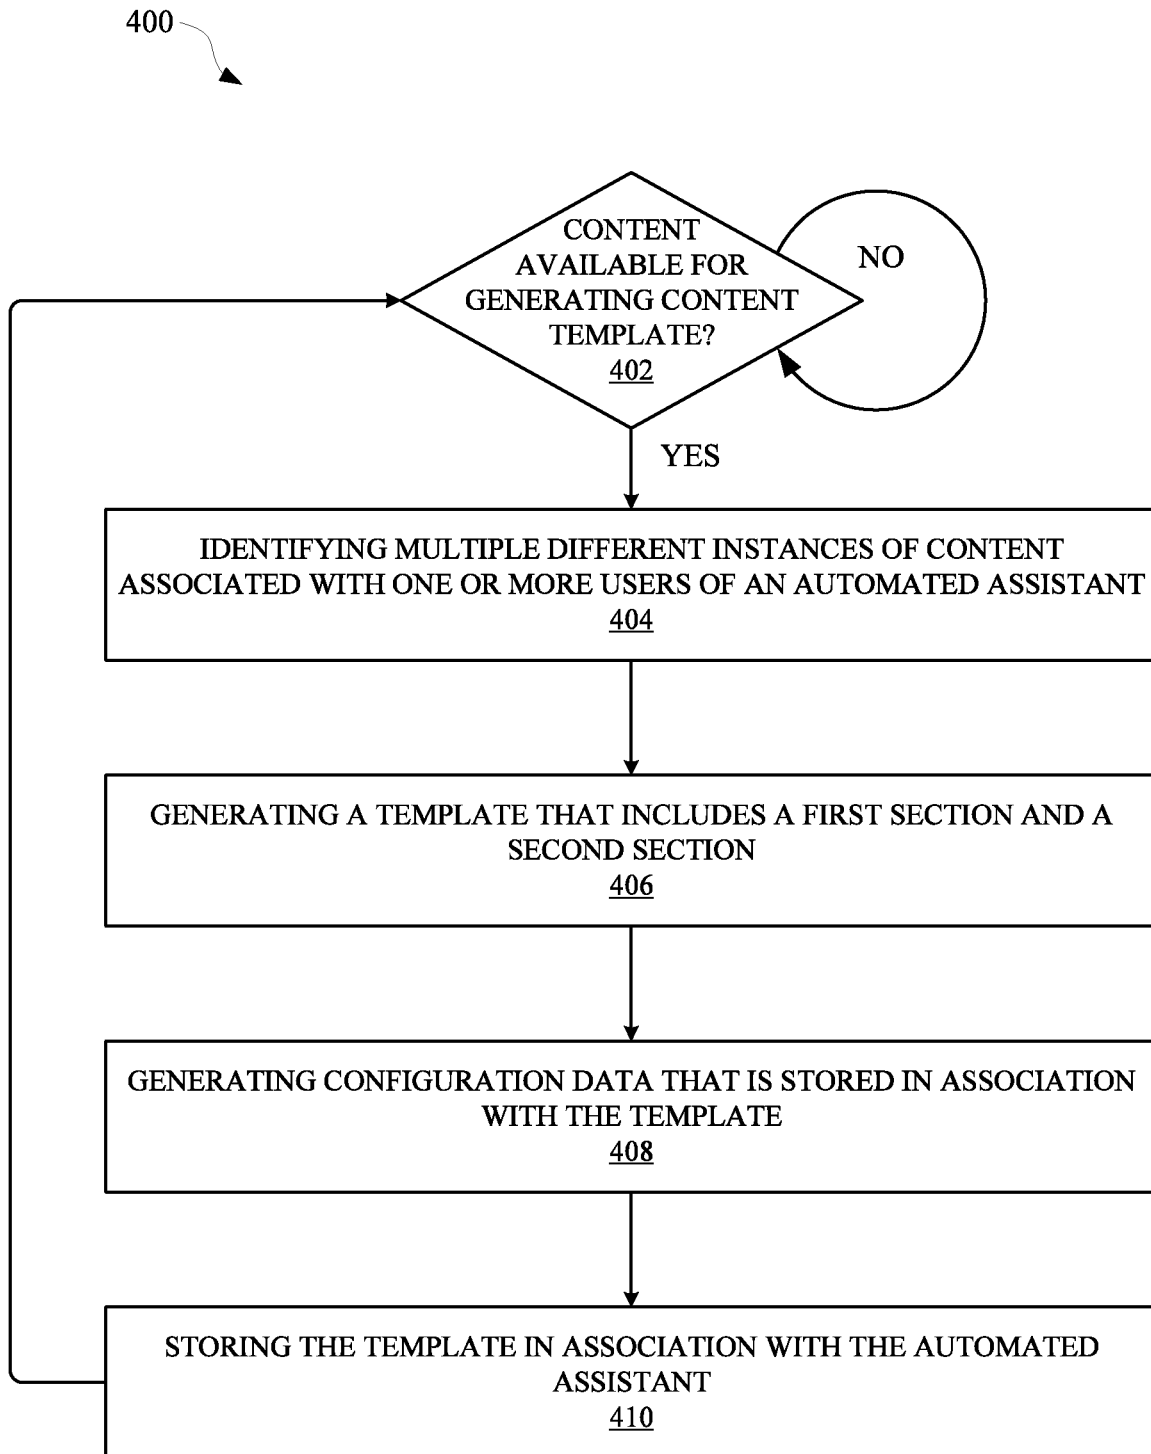 400
CONTENT
AVAILABLE FOR
GENERATING CONTENT
TEMPLATE?
402
NO
YES
IDENTIFYING MULTIPLE DIFFERENT INSTANCES OF CONTENT
ASSOCIATED WITH ONE OR MORE USERS OF AN AUTOMATED ASSISTANT
404
GENERATING A TEMPLATE THAT INCLUDES A FIRST SECTION AND A
SECOND SECTION
406
GENERATING CONFIGURATION DATA THAT IS STORED IN ASSOCIATION
WITH THE TEMPLATE
408
STORING THE TEMPLATE IN ASSOCIATION WITH THE AUTOMATED
ASSISTANT
410